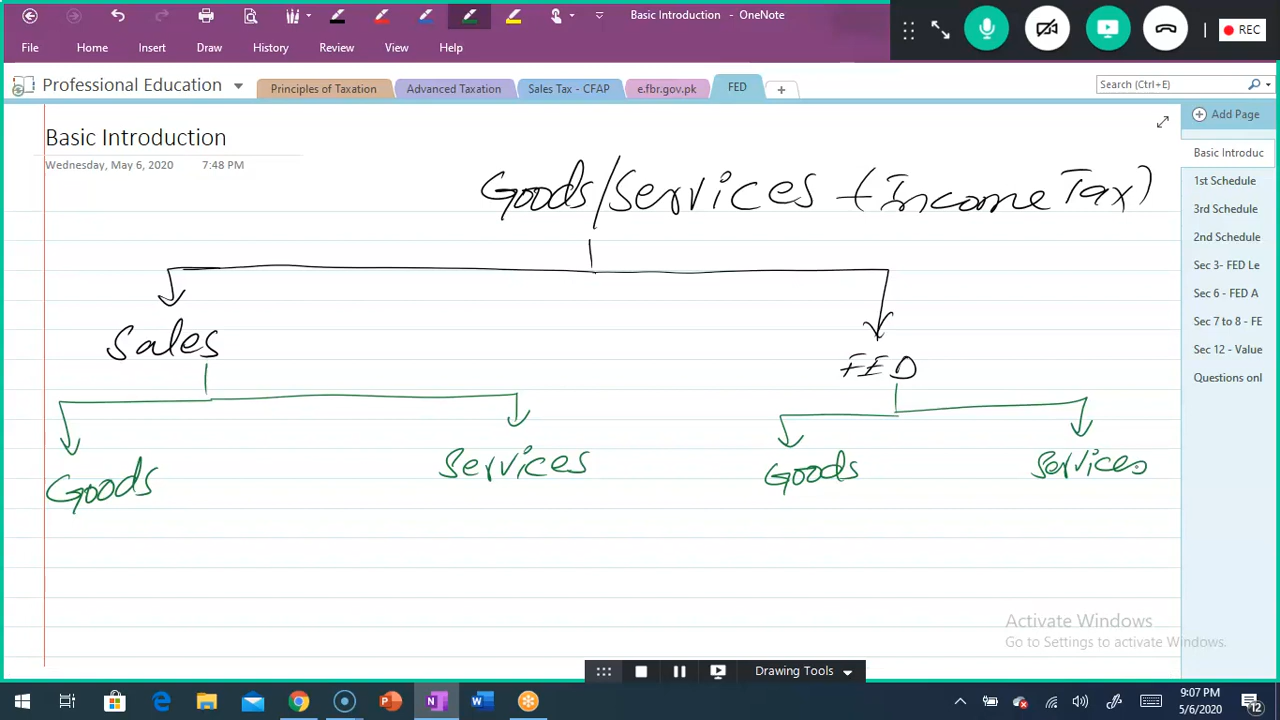 Basic Introduction - OneNote
REC
File Home Insert Draw History Review View Help
Professional Education
Principles of Taxation
Advanced Taxation
Sales Tax - CFAP
e.fbr.gov.pk
FED
Search (Ctrl+E)
Add Page
Basic Introduction
Wednesday, May 6, 2020 7:48 PM
Goods/Services + (Income Tax)
Sales
FED
Goods
Services
Goods
Services
Basic Introduc
1st Schedule
3rd Schedule
2nd Schedule
Sec 3- FED Le
Sec 6 - FED A
Sec 7 to 8 - FE
Sec 12 - Value
Questions onl
Activate Windows
Go to Settings to activate Windows.
Drawing Tools
9:07 PM
5/6/2020
12